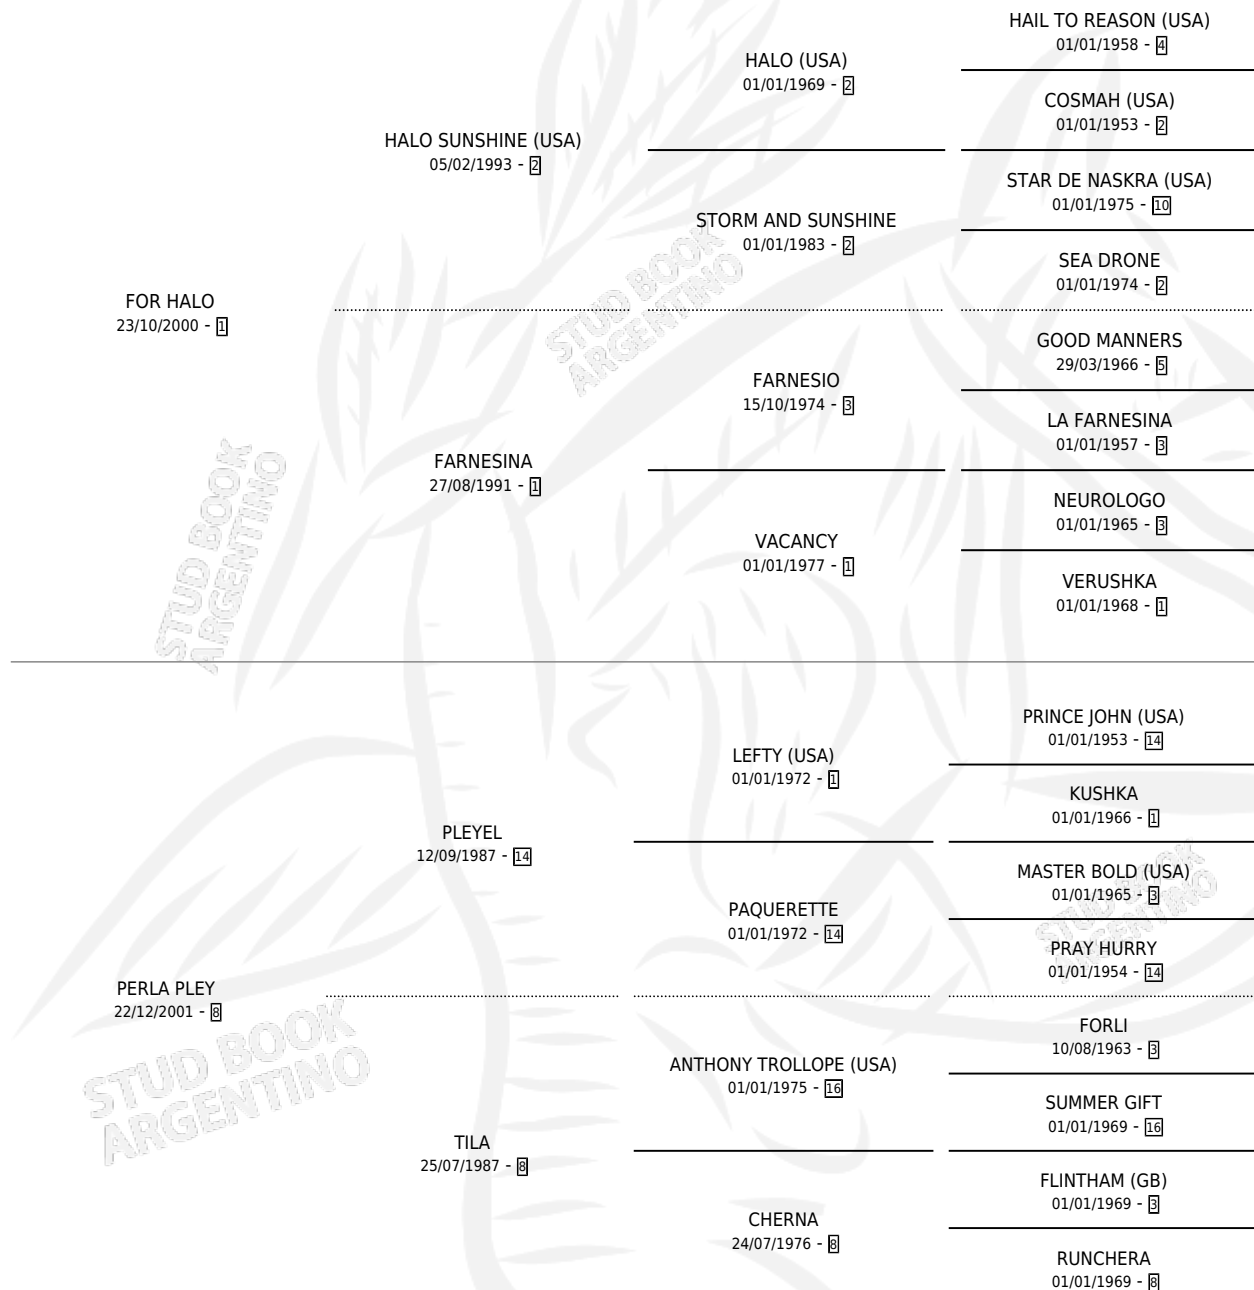 HAIL TO REASON (USA)
01/01/1958 - 4
HALO (USA)
01/01/1969 - 2
COSMAH (USA)
01/01/1953 - 2
HALO SUNSHINE (USA)
05/02/1993 - 2
STAR DE NASKRA (USA)
01/01/1975 - 10
STORM AND SUNSHINE
01/01/1983 - 2
SEA DRONE
01/01/1974 - 2
FOR HALO
23/10/2000 - 1
GOOD MANNERS
29/03/1966 - 5
FARNESIO
15/10/1974 - 3
LA FARNESINA
01/01/1957 - 3
FARNESINA
27/08/1991 - 1
NEUROLOGO
01/01/1965 - 3
VACANCY
01/01/1977 - 1
VERUSHKA
01/01/1968 - 1
PRINCE JOHN (USA)
01/01/1953 - 14
LEFTY (USA)
01/01/1972 - 1
KUSHKA
01/01/1966 - 1
PLEYEL
12/09/1987 - 14
MASTER BOLD (USA)
01/01/1965 - 3
PAQUERETTE
01/01/1972 - 14
PRAY HURRY
01/01/1954 - 14
PERLA PLEY
22/12/2001 - 8
FORLI
10/08/1963 - 3
ANTHONY TROLLOPE (USA)
01/01/1975 - 16
SUMMER GIFT
01/01/1969 - 16
TILA
25/07/1987 - 8
FLINTHAM (GB)
01/01/1969 - 3
CHERNA
24/07/1976 - 8
RUNCHERA
01/01/1969 - 8
STUD BOOK
ARGENTINO
STUD BOOK
ARGENTINO
STUD BOOK
ARGENTINO
STUD BOOK
ARGENTINO